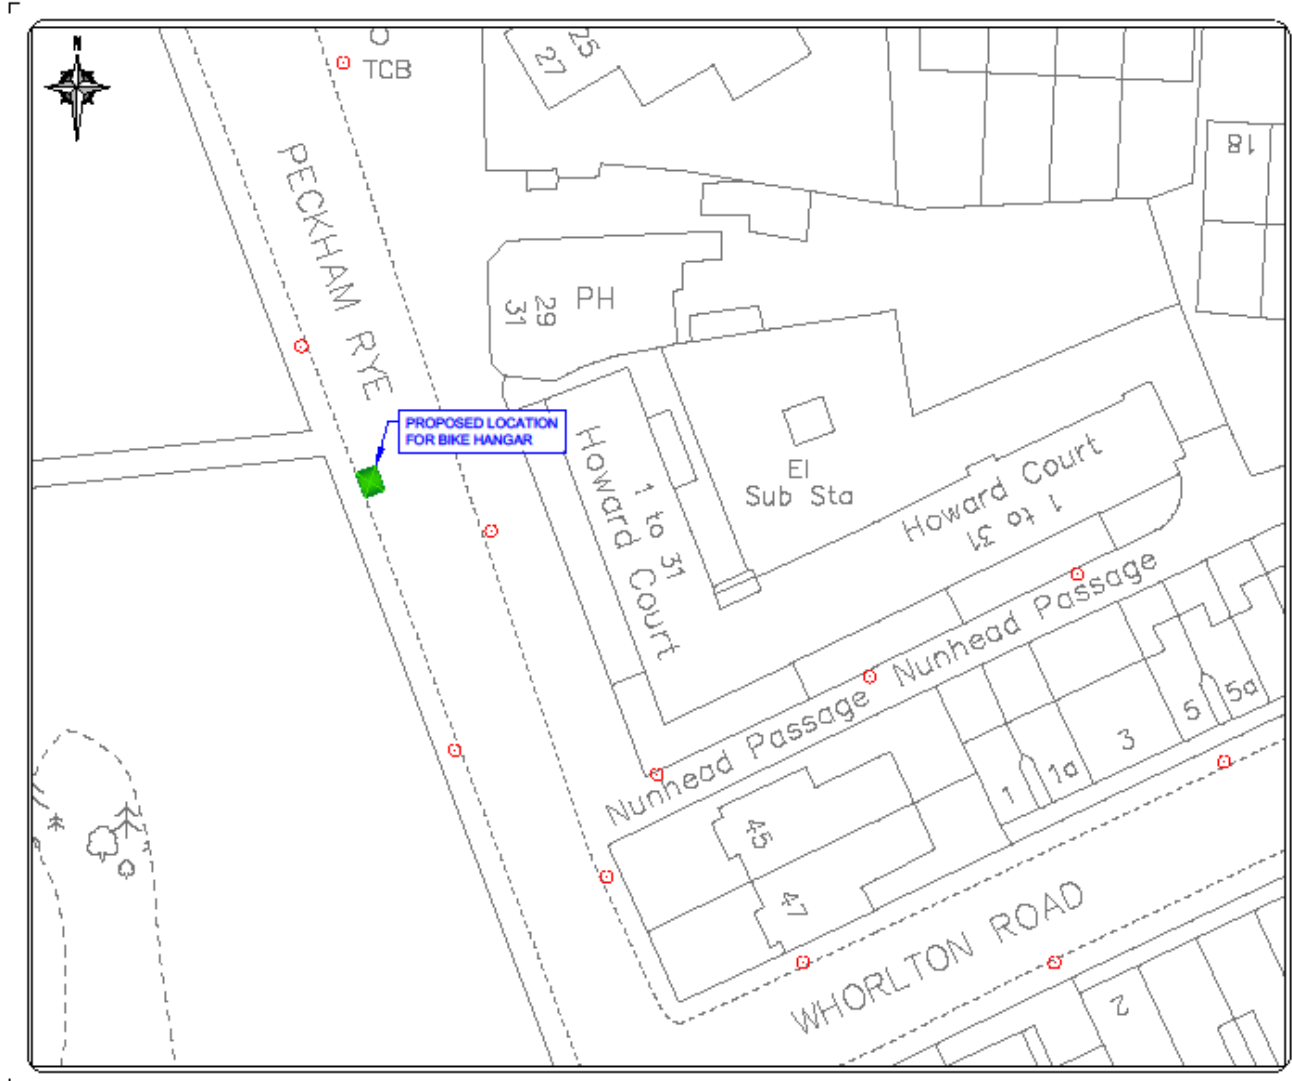 N
TCB
25
27
18
PECKHAM RYE
PH
29
31
PROPOSED LOCATION
FOR BIKE HANGAR
Howard Court
1 to 31
El
Sub Sta
Howard Court
1 to 31
Nunhead Passage
Nunhead Passage
45
47
1
1a
3
5
5a
WHORLTON ROAD
2